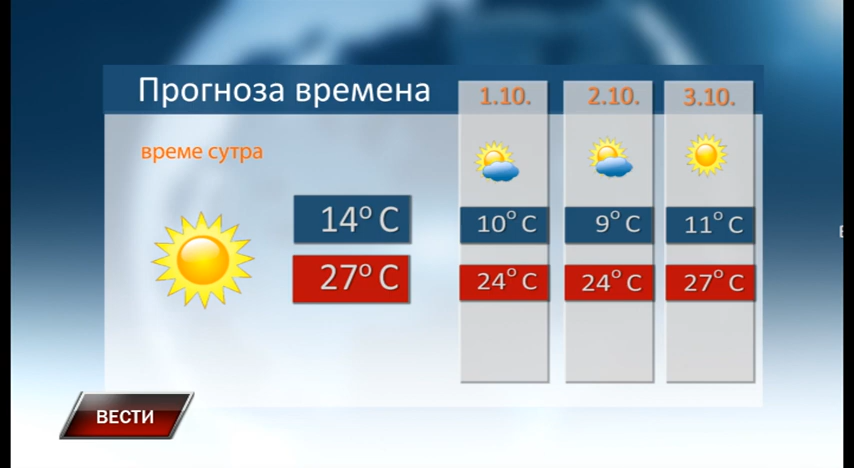 Прогноза времена
време сутра
14º C
27º C
1.10.
10º C
24º C
2.10.
9º C
24º C
3.10.
11º C
27º C
ВЕСТИ